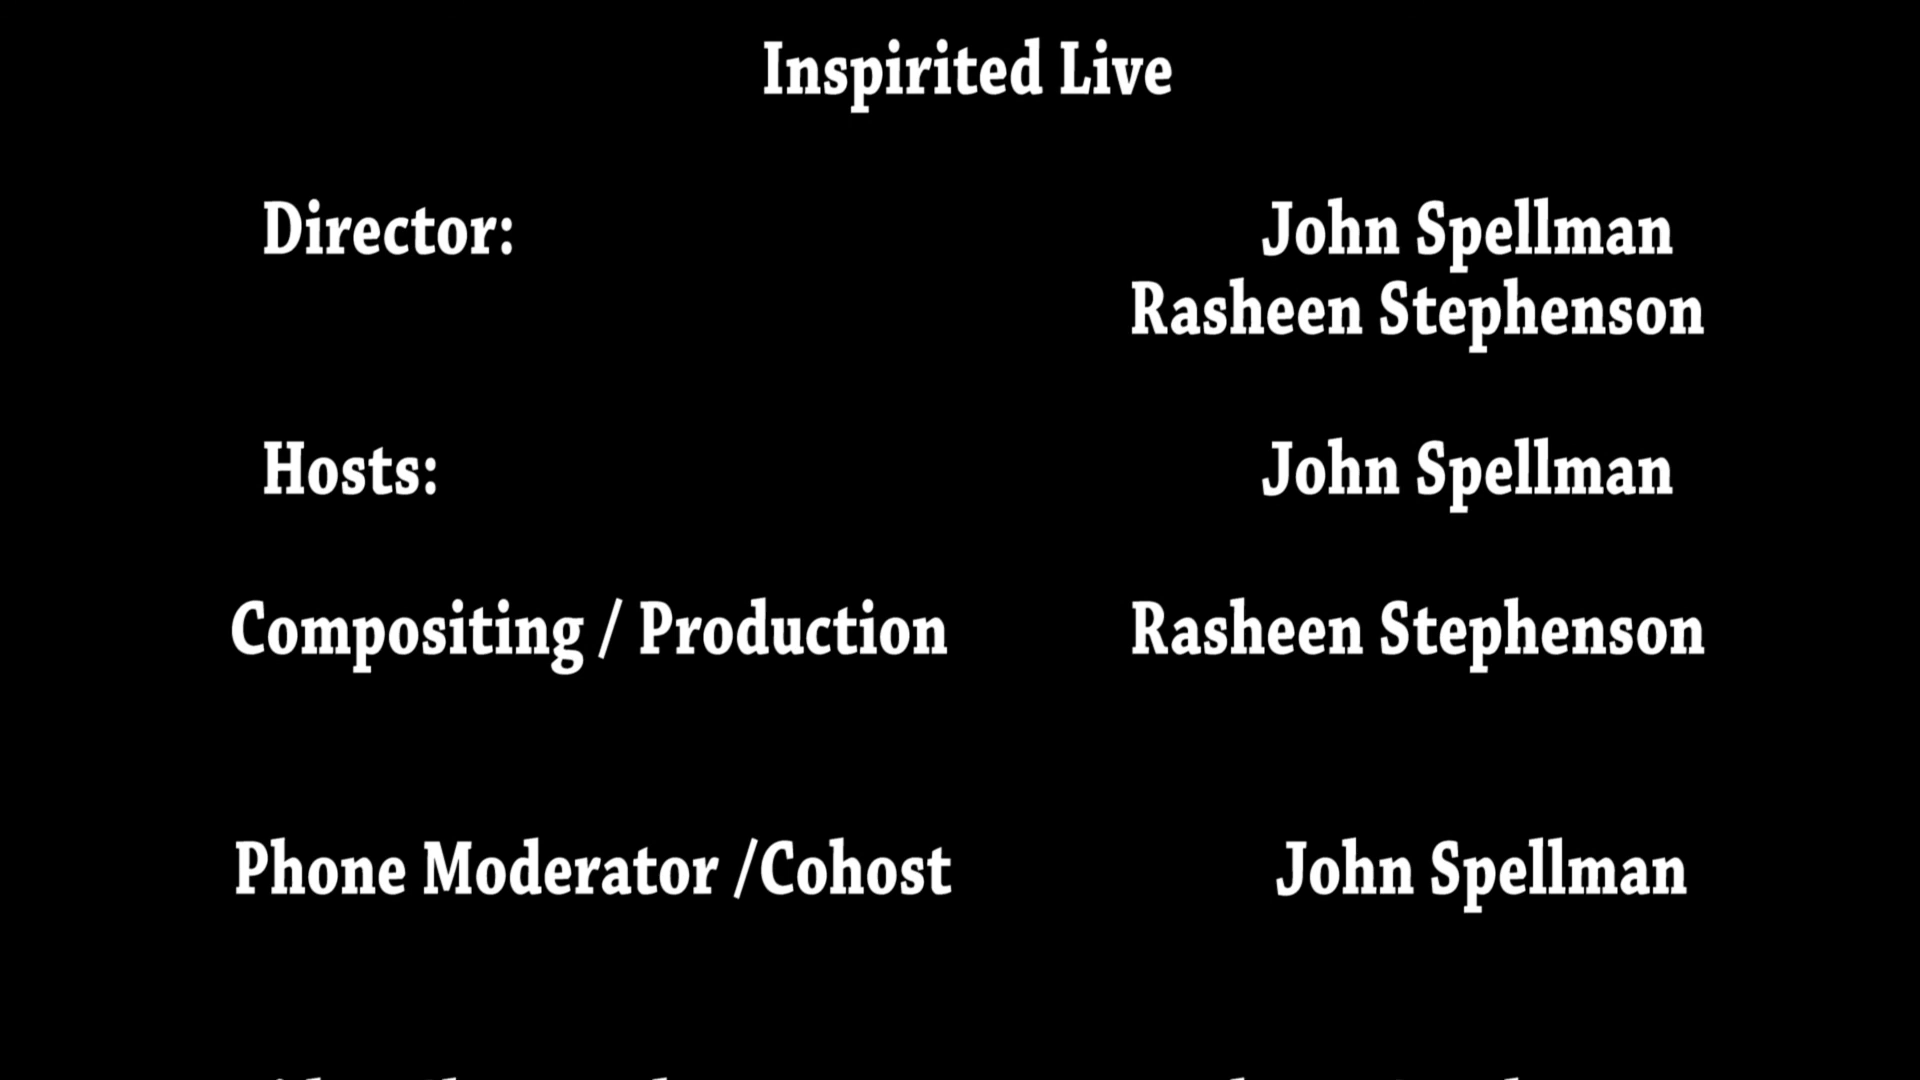 Inspirited Live
Director: John Spellman
Rasheen Stephenson
Hosts: John Spellman
Compositing / Production Rasheen Stephenson
Phone Moderator /Cohost John Spellman